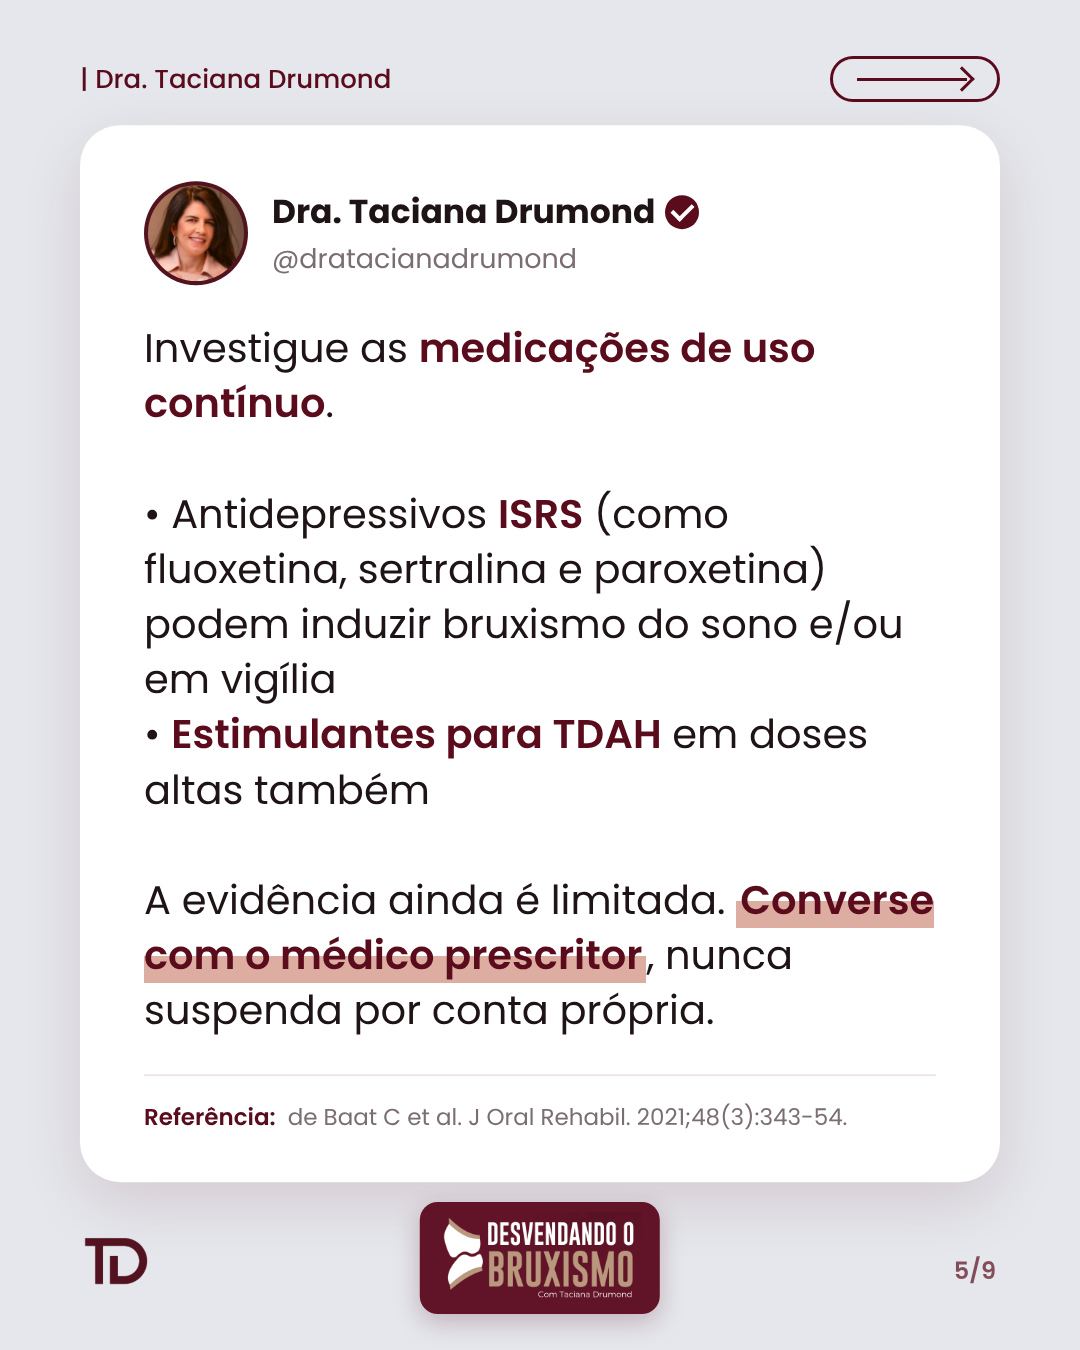 | Dra. Taciana Drumond
Dra. Taciana Drumond
@dratacianadrumond
Investigue as medicações de uso
contínuo.
• Antidepressivos ISRS (como
fluoxetina, sertralina e paroxetina)
podem induzir bruxismo do sono e/ou
em vigília
• Estimulantes para TDAH em doses
altas também
A evidência ainda é limitada. Converse
com o médico prescritor, nunca
suspenda por conta própria.
Referência: de Baat C et al. J Oral Rehabil. 2021;48(3):343-54.
TD
DESVENDANDO O
BRUXISMO
Com Taciana Drumond
5/9